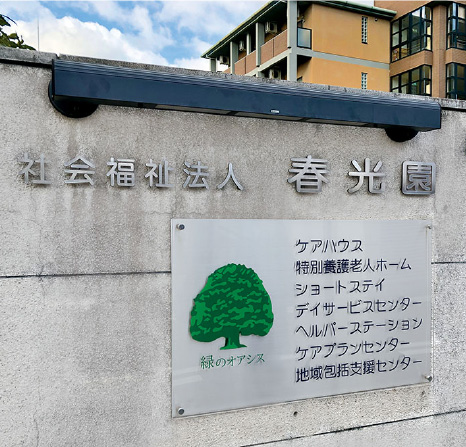 社会福祉法人 春光園
ケアハウス
特別養護老人ホーム
ショートステイ
デイサービスセンター
ヘルパーステーション
ケアプランセンター
地域包括支援センター
緑のオアシス